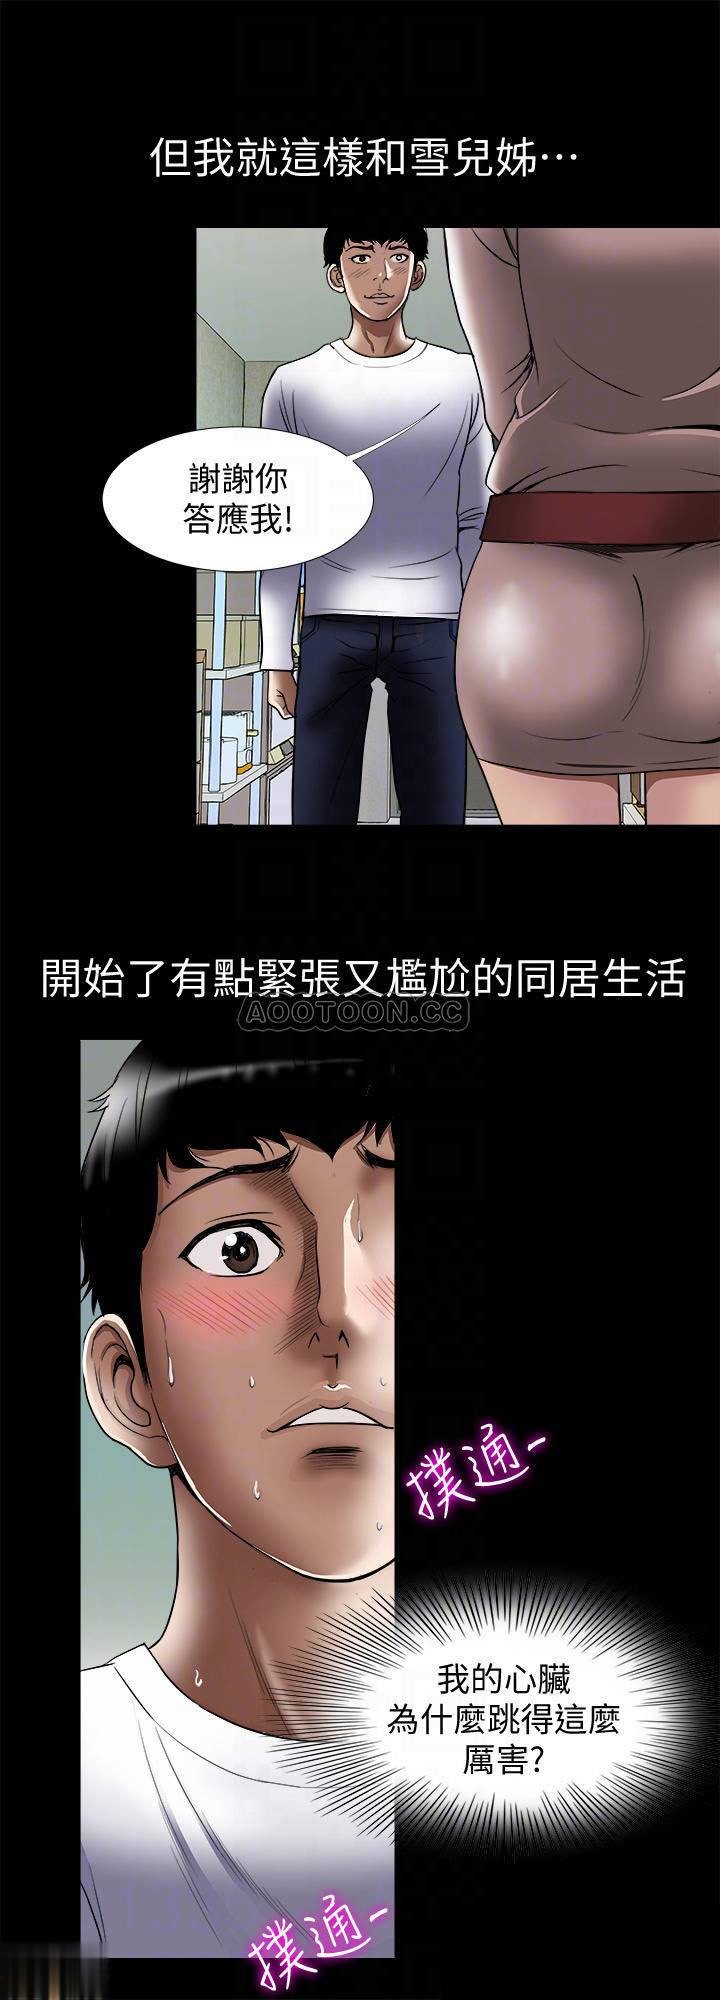 但我就這樣和雪兒姊…
謝謝你
答應我!
開始了有點緊張又尷尬的同居生活
AOOTOON.CC
撲通~
我的心臟
為什麼跳得這麼
厲害?
撲通~